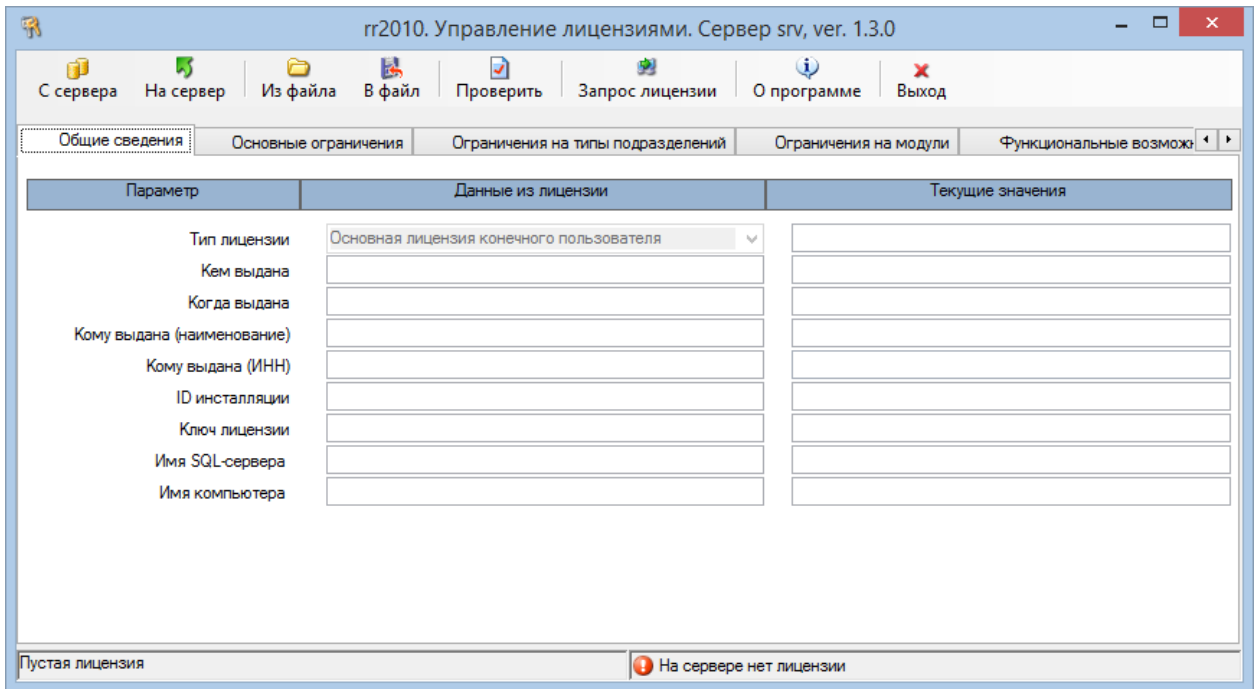 rr2010. Управление лицензиями. Сервер srv, ver. 1.3.0
С сервера На сервер Из файла В файл Проверить Запрос лицензии О программе Выход
Общие сведения Основные ограничения Ограничения на типы подразделений Ограничения на модули Функциональные возможн
Параметр Данные из лицензии Текущие значения
Тип лицензии Основная лицензия конечного пользователя
Кем выдана
Когда выдана
Кому выдана (наименование)
Кому выдана (ИНН)
ID инсталляции
Ключ лицензии
Имя SQL-сервера
Имя компьютера
Пустая лицензия На сервере нет лицензии